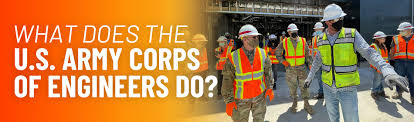 WHAT DOES THE
U.S. ARMY CORPS
OF ENGINEERS DO?